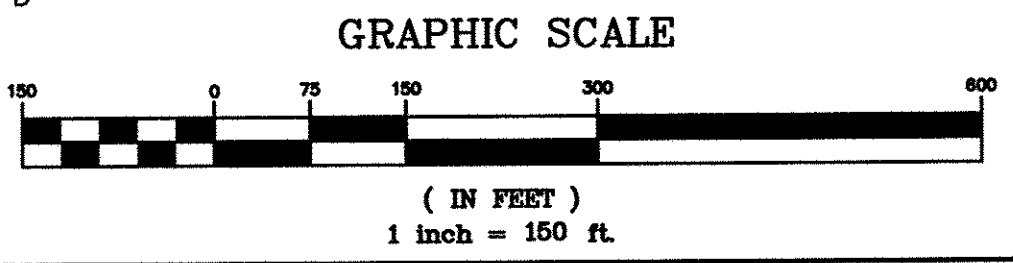 GRAPHIC SCALE
150 0 75 150 300 600
( IN FEET )
1 inch = 150 ft.